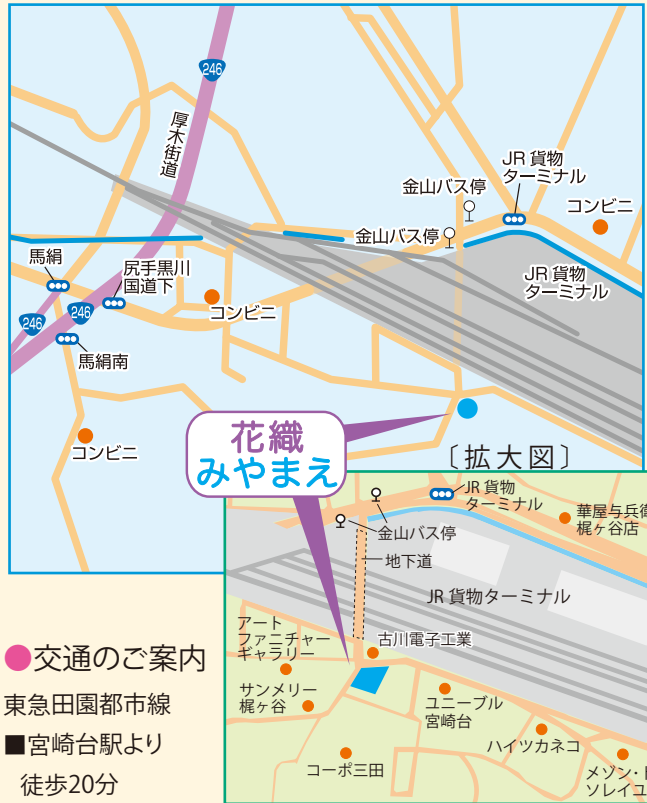 246
厚木街道
JR 貨物
ターミナル
金山バス停
コンビニ
金山バス停
馬絹
尻手黒川
国道下
JR 貨物
ターミナル
コンビニ
246
246
馬絹南
コンビニ
花織
みやまえ
〔拡大図〕
JR 貨物
ターミナル
華屋与兵衛
梶ヶ谷店
金山バス停
地下道
JR 貨物ターミナル
アート
ファニチャー
ギャラリー
古川電子工業
サンメリー
梶ヶ谷
ユニーブル
宮崎台
ハイツカネコ
コーポ三田
メゾン・ド
ソレイユ
●交通のご案内
東急田園都市線
■宮崎台駅より
徒歩20分